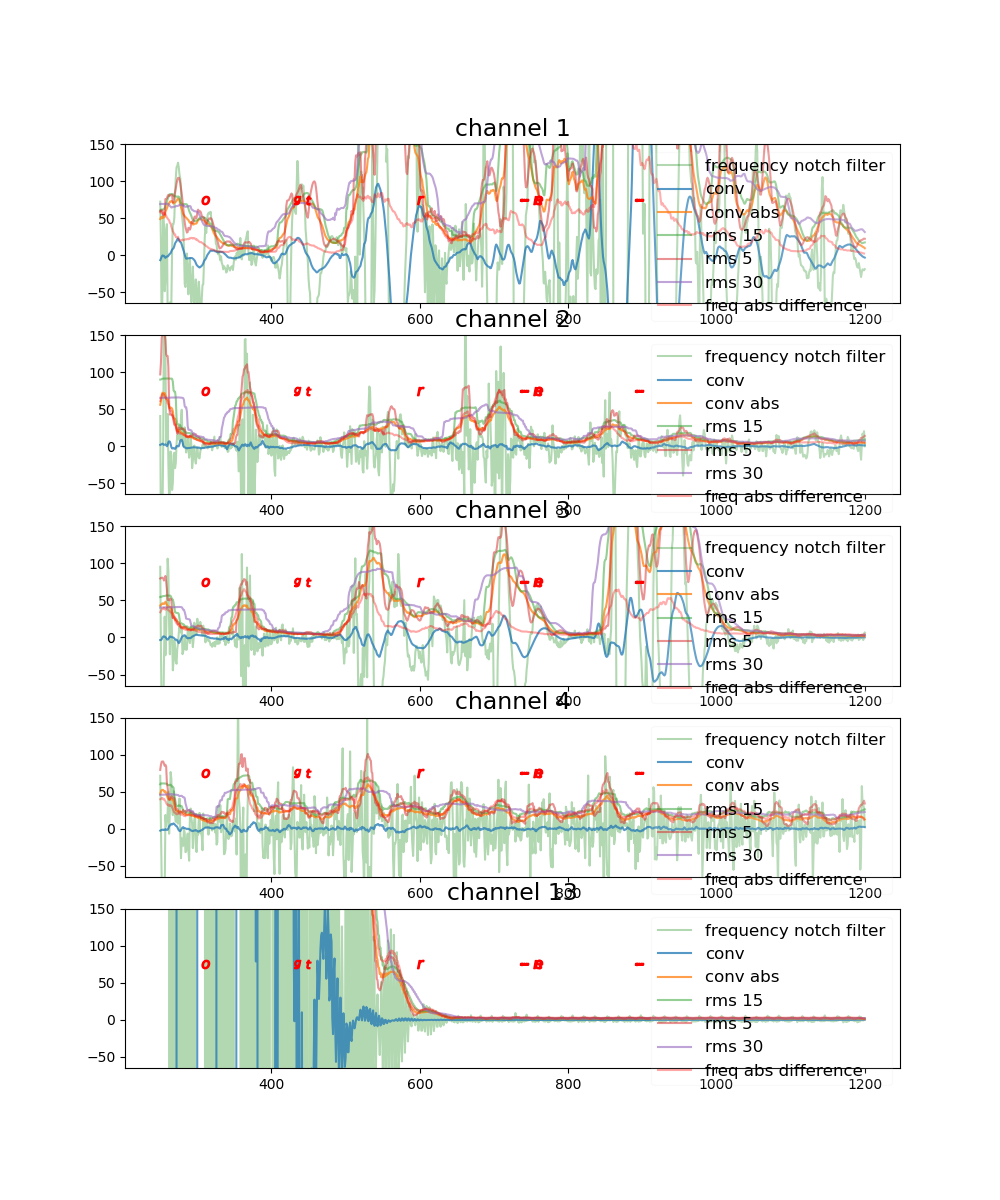 channel 1
150
100
50
0
−50
o g t r – – 
frequency notch filter
conv
conv abs
rms 15
rms 5
rms 30
freq abs difference
400 600 800 1000 1200
channel 2
150
100
50
0
−50
o g t r – –
frequency notch filter
conv
conv abs
rms 15
rms 5
rms 30
freq abs difference
400 600 800 1000 1200
channel 3
150
100
50
0
−50
o g t r – –
frequency notch filter
conv
conv abs
rms 15
rms 5
rms 30
freq abs difference
400 600 800 1000 1200
channel 4
150
100
50
0
−50
o g t r – –
frequency notch filter
conv
conv abs
rms 15
rms 5
rms 30
freq abs difference
400 600 800 1000 1200
channel 13
150
100
50
0
−50
o g t r – –
frequency notch filter
conv
conv abs
rms 15
rms 5
rms 30
freq abs difference
400 600 800 1000 1200